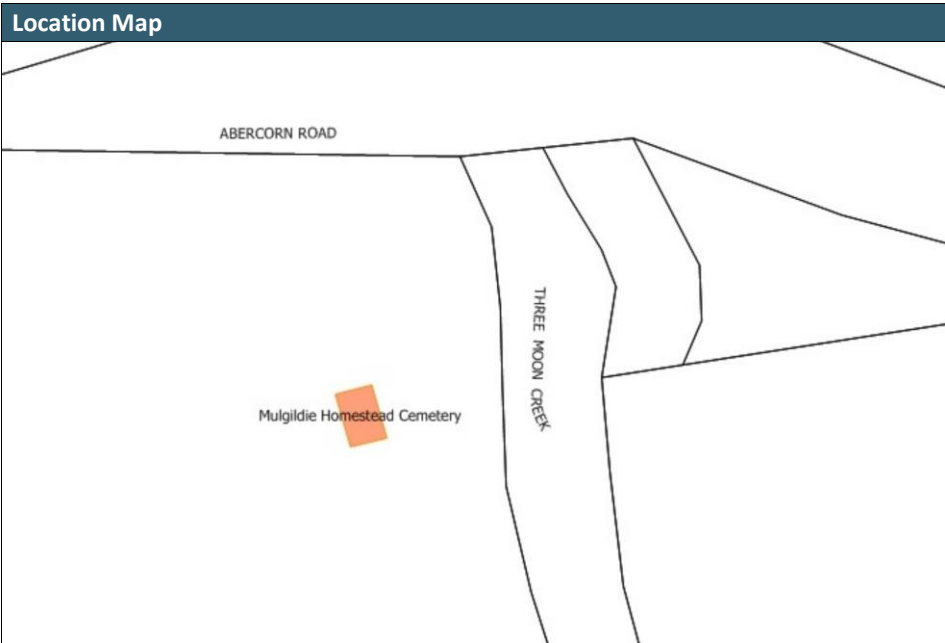 Location Map
ABERCORN ROAD
THREE MOON CREEK
Mulgildie Homestead Cemetery